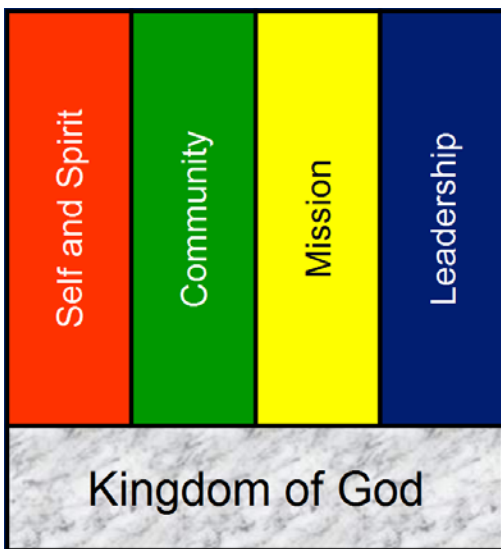 Self and Spirit
Community
Mission
Leadership
Kingdom of God